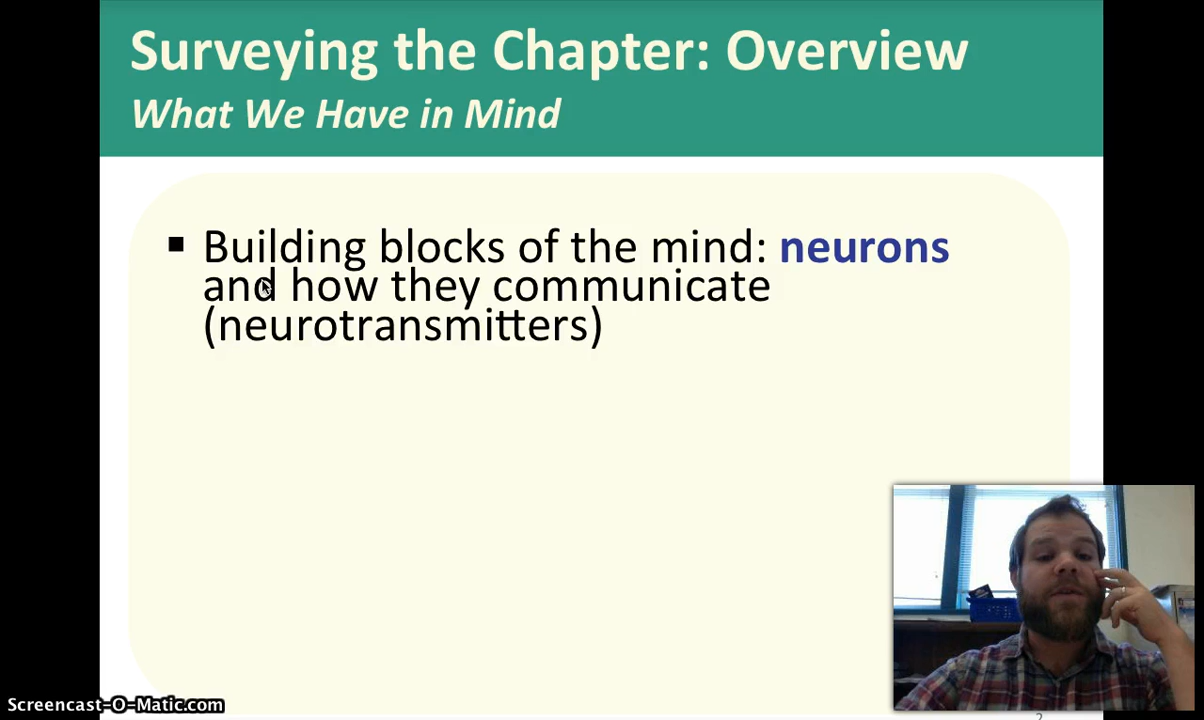 Surveying the Chapter: Overview
What We Have in Mind
▪ Building blocks of the mind: neurons
and how they communicate
(neurotransmitters)
Screencast-O-Matic.com
2